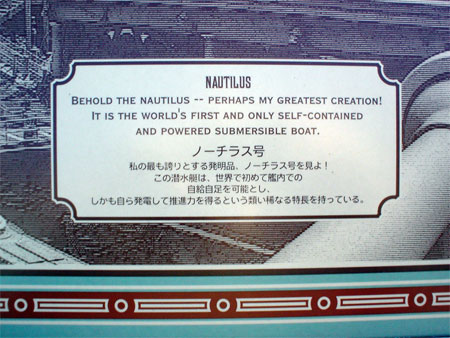 NAUTILUS
BEHOLD THE NAUTILUS -- PERHAPS MY GREATEST CREATION!
IT IS THE WORLD'S FIRST AND ONLY SELF-CONTAINED
AND POWERED SUBMERSIBLE BOAT.
ノーチラス号
私の最も誇りとする発明品、ノーチラス号を見よ！
この潜水艇は、世界で初めて艦内での
自給自足を可能とし、
しかも自ら発電して推進力を得るという類い稀なる特長を持っている。